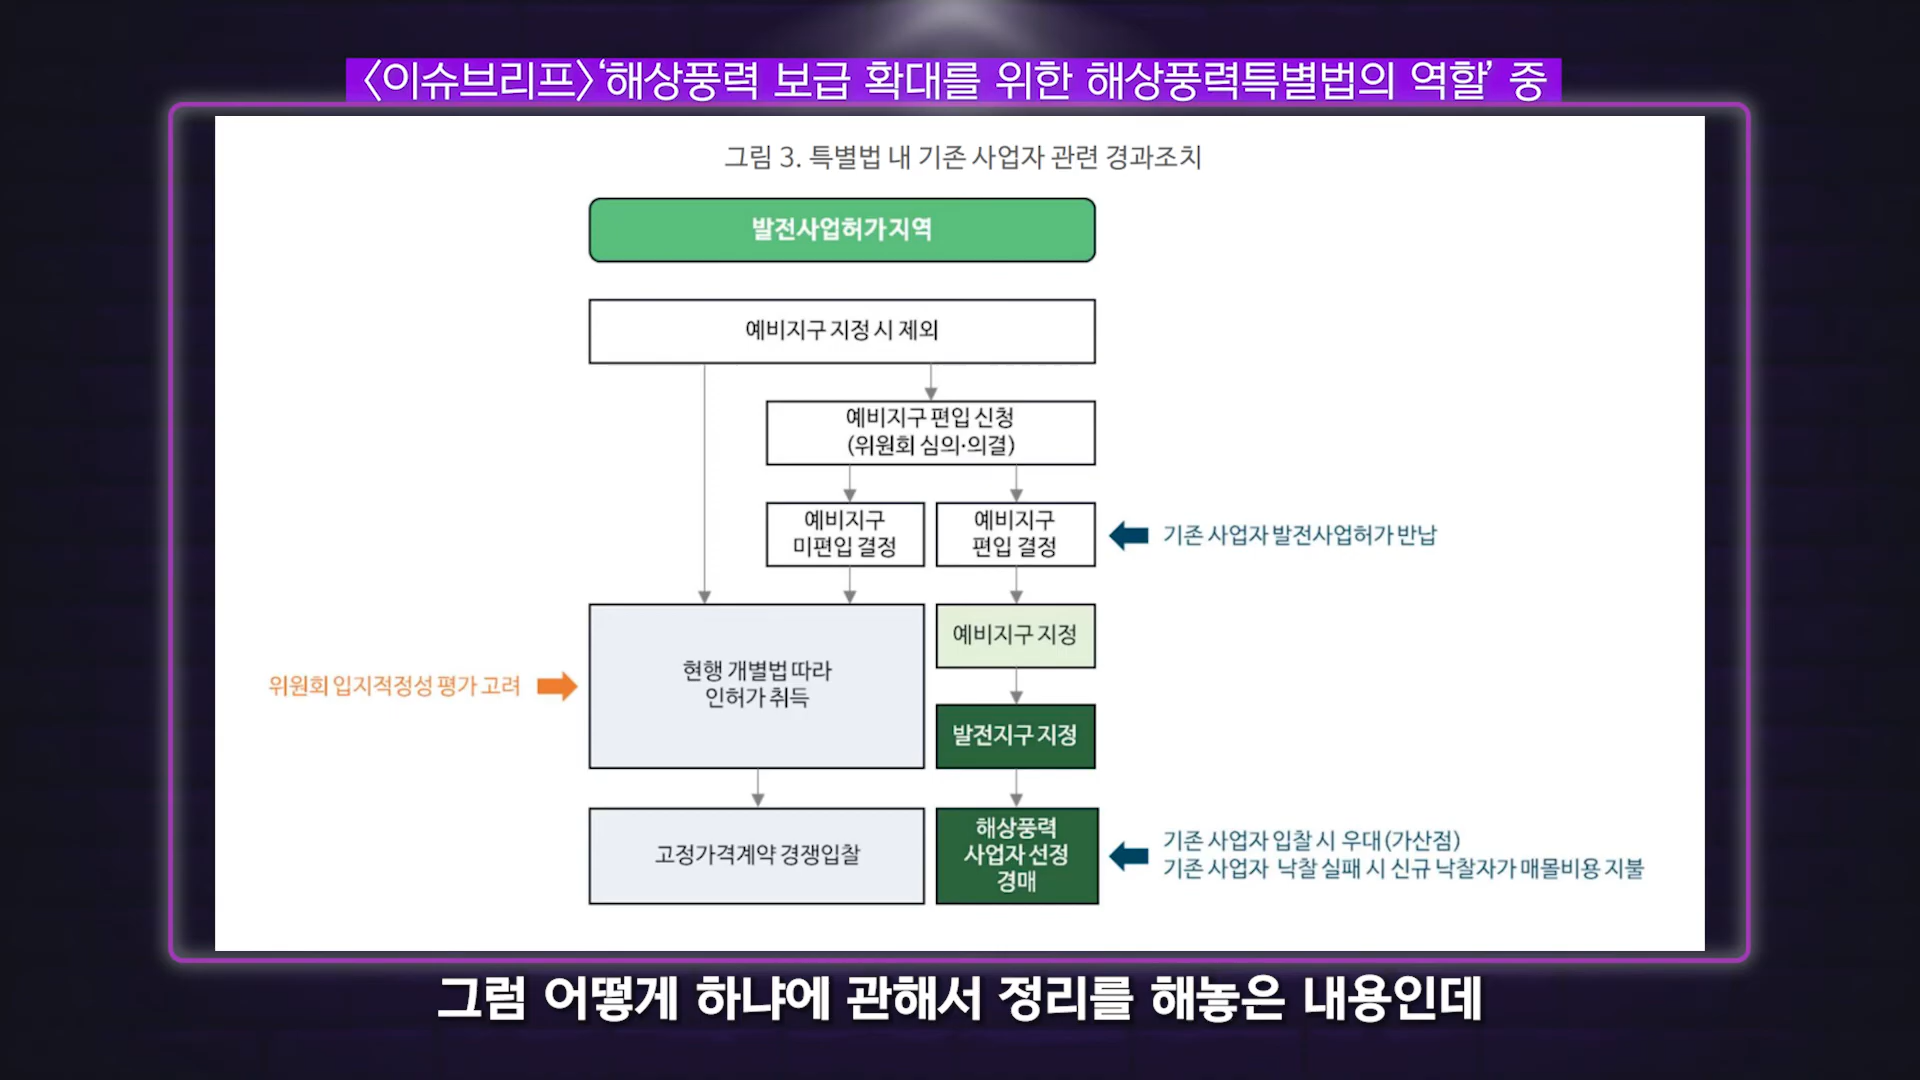 <이슈브리프>‘해상풍력 보급 확대를 위한 해상풍력특별법의 역할’ 중
그림 3. 특별법 내 기존 사업자 관련 경과조치
발전사업허가지역
예비지구 지정 시 제외
예비지구 편입 신청
(위원회 심의·의결)
예비지구
미편입 결정
예비지구
편입 결정
기존 사업자 발전사업허가 반납
예비지구 지정
위원회 입지적정성 평가 고려
현행 개별법 따라
인허가 취득
발전지구 지정
고정가격계약 경쟁입찰
해상풍력
사업자 선정
경매
기존 사업자 입찰 시 우대(가산점)
기존 사업자 낙찰 실패 시 신규 낙찰자가 매몰비용 지불
그럼 어떻게 하냐에 관해서 정리를 해놓은 내용인데